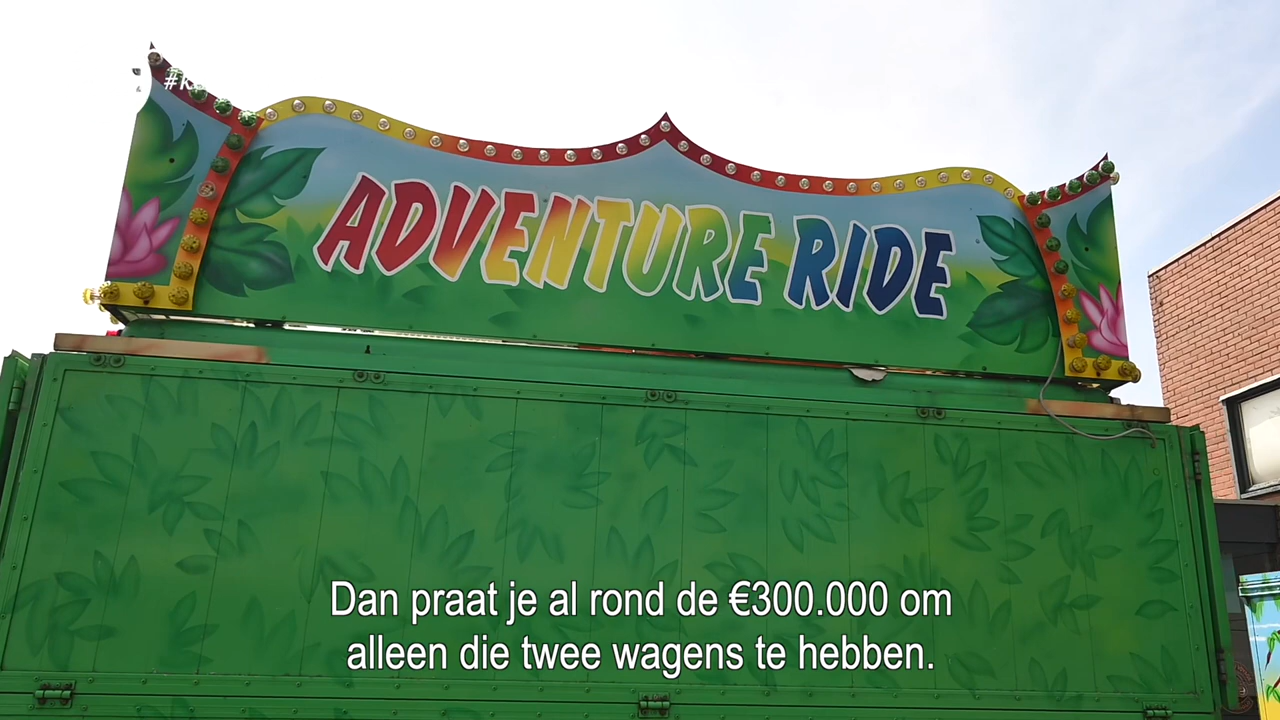 ADVENTURE RIDE
Dan praat je al rond de €300.000 om
alleen die twee wagens te hebben.